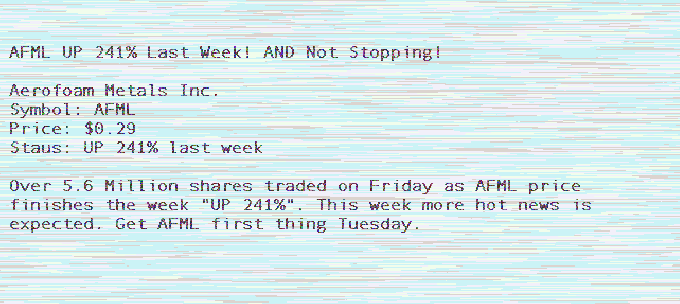 AFML UP 241% Last Week! AND Not Stopping!
Aerofoam Metals Inc.
Symbol: AFML
Price: $0.29
Staus: UP 241% last week
Over 5.6 Million shares traded on Friday as AFML price
finishes the week "UP 241%". This week more hot news is
expected. Get AFML first thing Tuesday.